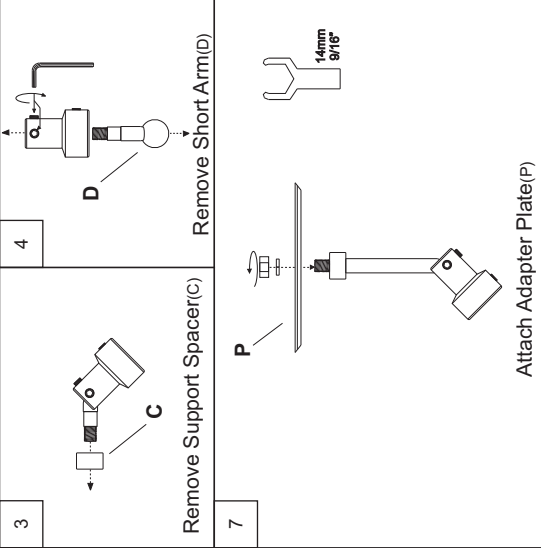 3
C
Remove Support Spacer(C)
4
D
Remove Short Arm(D)
7
P
14mm
9/16"
Attach Adapter Plate(P)